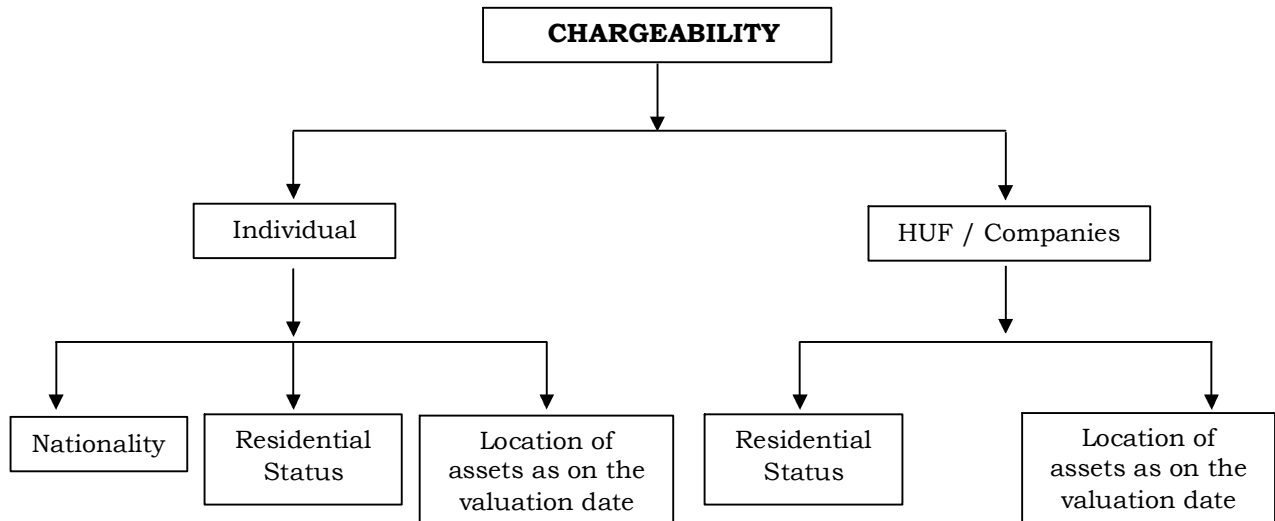 CHARGEABILITY
Individual
HUF / Companies
Nationality
Residential
Status
Location of
assets as on the
valuation date
Residential
Status
Location of
assets as on the
valuation date